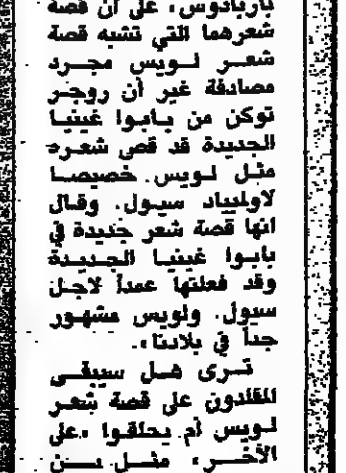 باربادوس، على ان قصة
شعرهما التي تشبه قصة
شعر لويس مجرد
مصادفة غير أن روجر
توكن من بابوا غينيا
الجديدة قد قص شعره
مثل لويس. خصيصا
لاولمبياد سيول. وقال
انها قصة شعر جديدة في
بابوا غينيا الجديدة
وقد فعلتها عمداً لاجل
سيول. ولويس مشهور
جداً في بلادنا».
ترى هل سيبقى
المقلدون على قصة شعر
لويس أم يحلقوا «على
الآخر» مثل بن